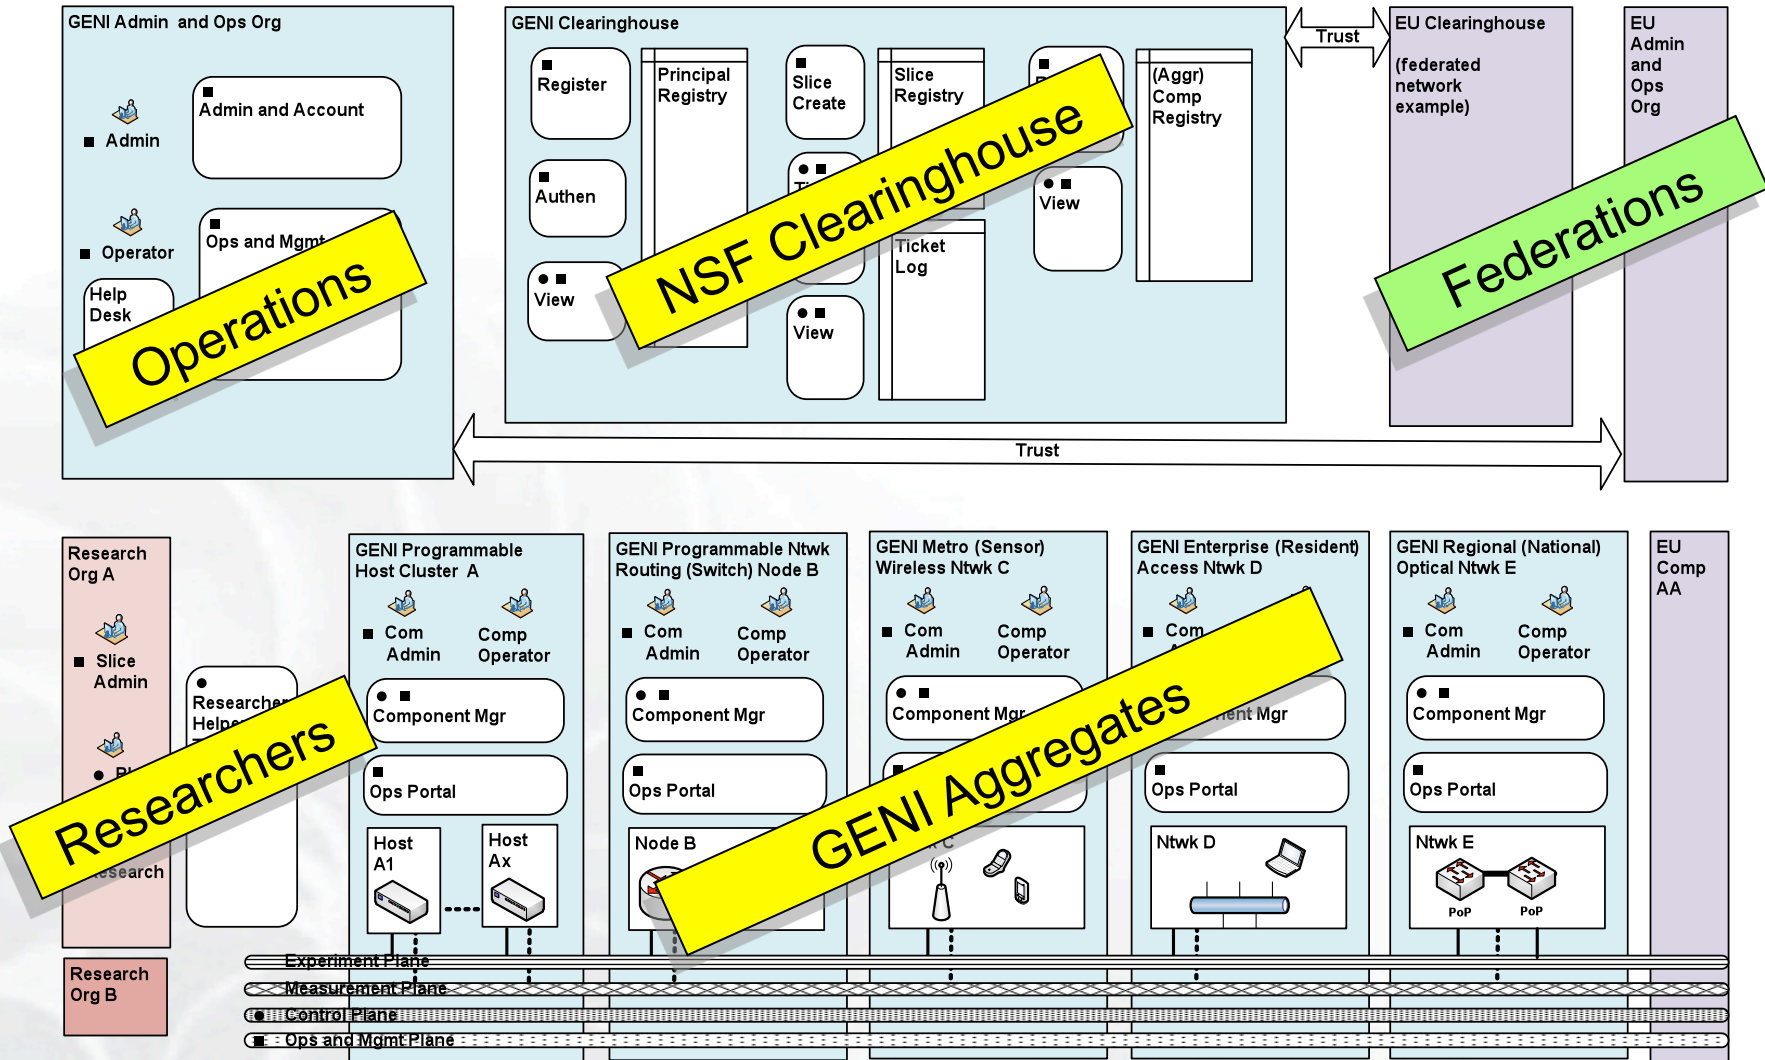 GENI Admin and Ops Org
Admin
Admin and Account
Operator
Ops and Mgmt
Help
Desk
Operations
GENI Clearinghouse
Register
Principal
Registry
Authen
View
Slice
Create
Slice
Registry
View
Ticket
Log
(Aggr)
Comp
Registry
View
NSF Clearinghouse
Trust
EU Clearinghouse
(federated
network
example)
EU
Admin
and
Ops
Org
Federations
Trust
Research
Org A
Slice
Admin
Researcher
Researchers
Research
Org B
GENI Programmable
Host Cluster A
Com
Admin
Comp
Operator
Component Mgr
Ops Portal
Host
A1
Host
Ax
GENI Programmable Ntwk
Routing (Switch) Node B
Com
Admin
Comp
Operator
Component Mgr
Ops Portal
Node B
GENI Metro (Sensor)
Wireless Ntwk C
Com
Admin
Comp
Operator
Component Mgr
C
GENI Enterprise (Resident)
Access Ntwk D
Com
Mgr
Ops Portal
Ntwk D
GENI Regional (National)
Optical Ntwk E
Com
Admin
Comp
Operator
Component Mgr
Ops Portal
Ntwk E
PoP
PoP
GENI Aggregates
EU
Comp
AA
Experiment Plane
Measurement Plane
Control Plane
Ops and Mgmt Plane